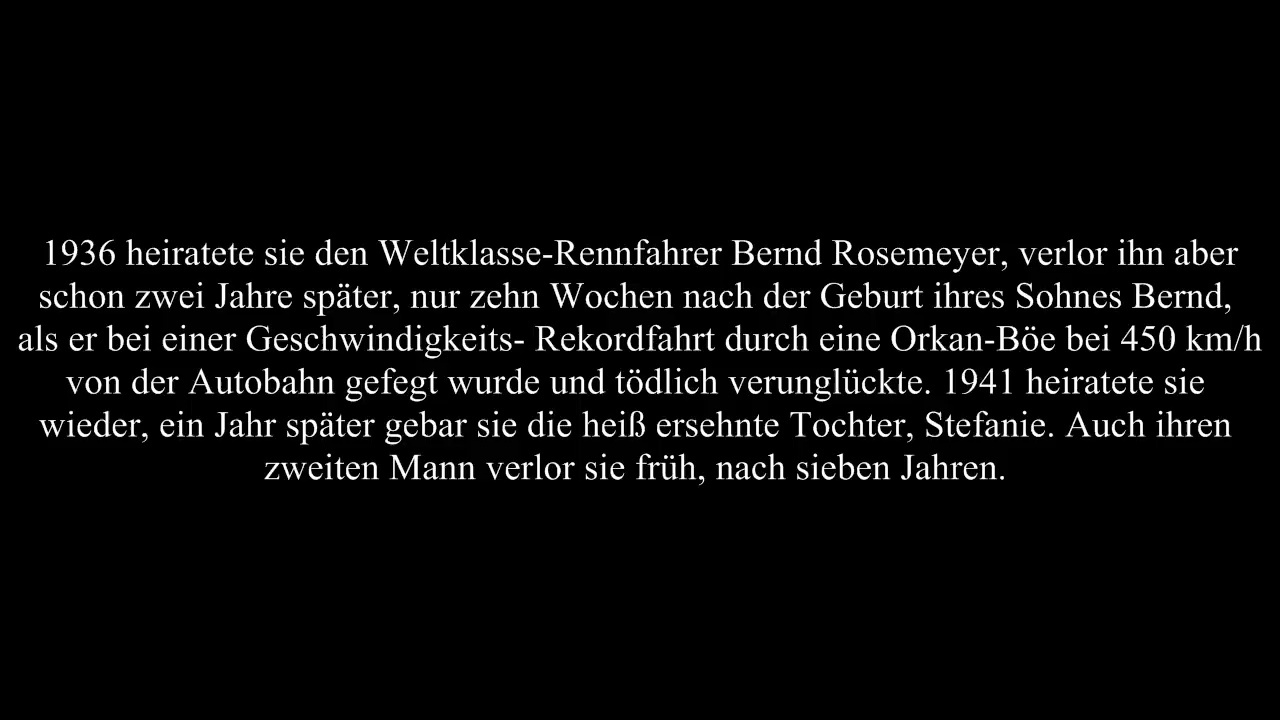 1936 heiratete sie den Weltklasse-Rennfahrer Bernd Rosemeyer, verlor ihn aber
schon zwei Jahre später, nur zehn Wochen nach der Geburt ihres Sohnes Bernd,
als er bei einer Geschwindigkeits- Rekordfahrt durch eine Orkan-Böe bei 450 km/h
von der Autobahn gefegt wurde und tödlich verunglückte. 1941 heiratete sie
wieder, ein Jahr später gebar sie die heiß ersehnte Tochter, Stefanie. Auch ihren
zweiten Mann verlor sie früh, nach sieben Jahren.